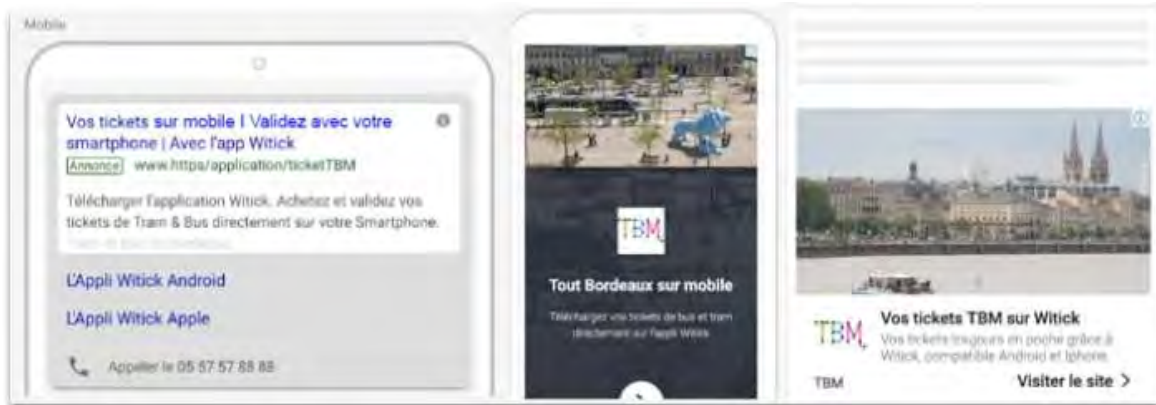 Mobile
Vos tickets sur mobile I Validez avec votre
smartphone | Avec l'app Witick
Annonce www.https/application/ticketTBM
Télécharger l'application Witick. Achetez et validez vos
tickets de Tram & Bus directement sur votre Smartphone.
L'Appli Witick Android
L'Appli Witick Apple
Appeler le 05 57 57 88 88
TBM
Tout Bordeaux sur mobile
Téléchargez vos tickets de bus et tram
directement sur l'appli Witick
TBM
Vos tickets TBM sur Witick
Vos tickets toujours en poche grâce à
Witick, compatible Android et Iphone.
TBM
Visiter le site >